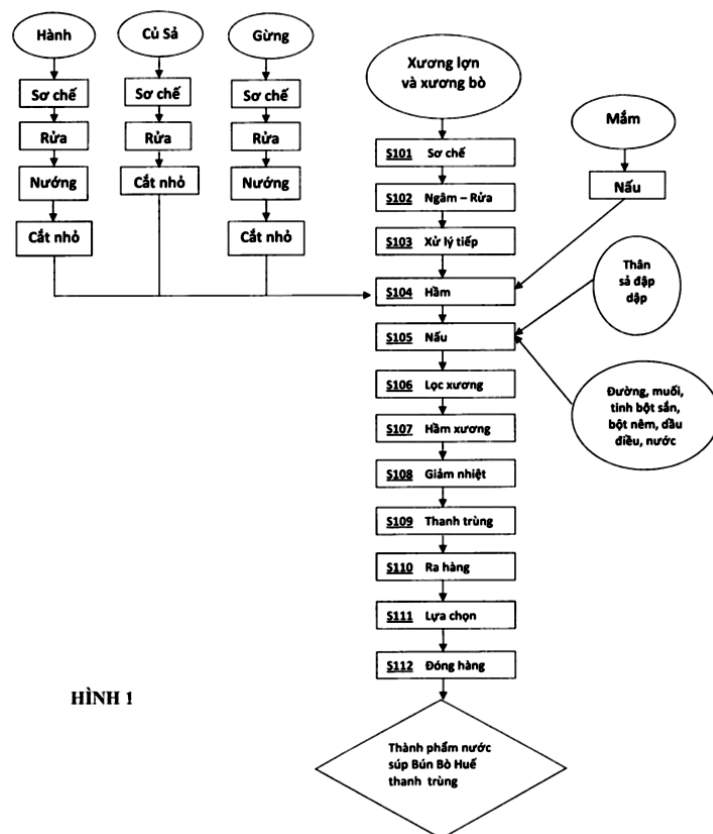 Hành
Sơ chế
Rửa
Nướng
Cắt nhỏ
Củ Sả
Sơ chế
Rửa
Cắt nhỏ
Gừng
Sơ chế
Rửa
Nướng
Cắt nhỏ
Xương lợn
và xương bò
S101 Sơ chế
S102 Ngâm – Rửa
S103 Xử lý tiếp
Mắm
Nấu
S104 Hầm
Thân
sả đập
dập
S105 Nấu
Đường, muối,
tinh bột sắn,
bột nêm, dầu
điều, nước
S106 Lọc xương
S107 Hầm xương
S108 Giảm nhiệt
S109 Thanh trùng
S110 Ra hàng
S111 Lựa chọn
S112 Đóng hàng
Thành phẩm nước
súp Bún Bò Huế
thanh trùng
HÌNH 1